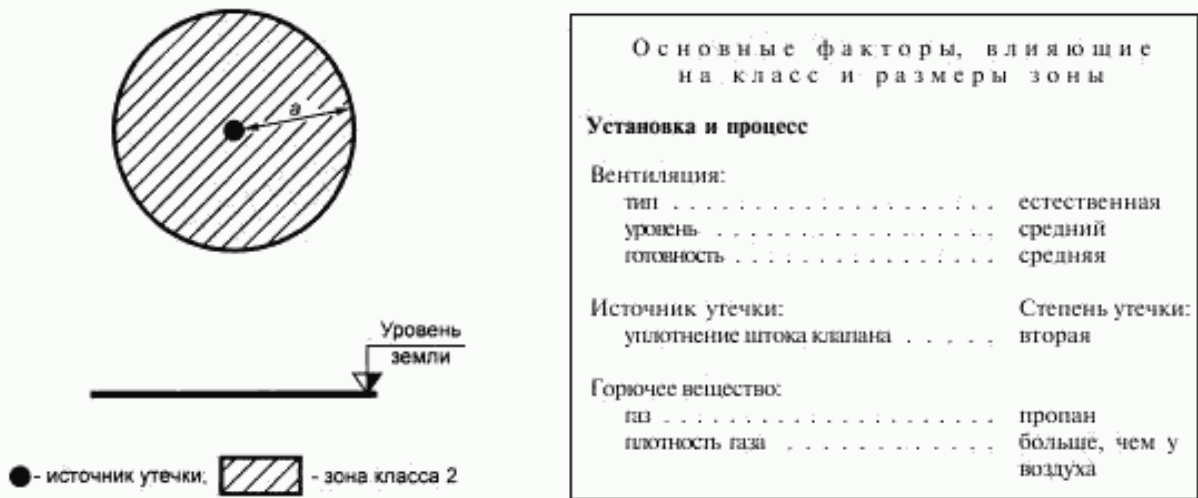 a
Уровень
земли
- источник утечки;
- зона класса 2
Основные факторы, влияющие
на класс и размеры зоны
Установка и процесс
Вентиляция:
тип . . . . . . . . . . . . . . . . . . . . . естественная
уровень . . . . . . . . . . . . . . . . . . средний
готовность . . . . . . . . . . . . . . . . средняя
Источник утечки: Степень утечки:
уплотнение штока клапана . . . . . вторая
Горючее вещество:
газ . . . . . . . . . . . . . . . . . . . . . пропан
плотность газа . . . . . . . . . . . . . больше, чем у
воздуха